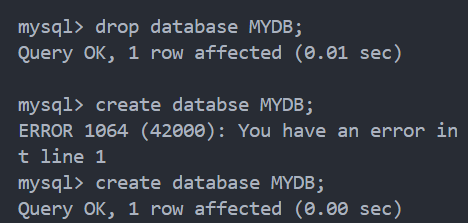 mysql> drop database MYDB;
Query OK, 1 row affected (0.01 sec)
mysql> create databse MYDB;
ERROR 1064 (42000): You have an error in
t line 1
mysql> create database MYDB;
Query OK, 1 row affected (0.00 sec)